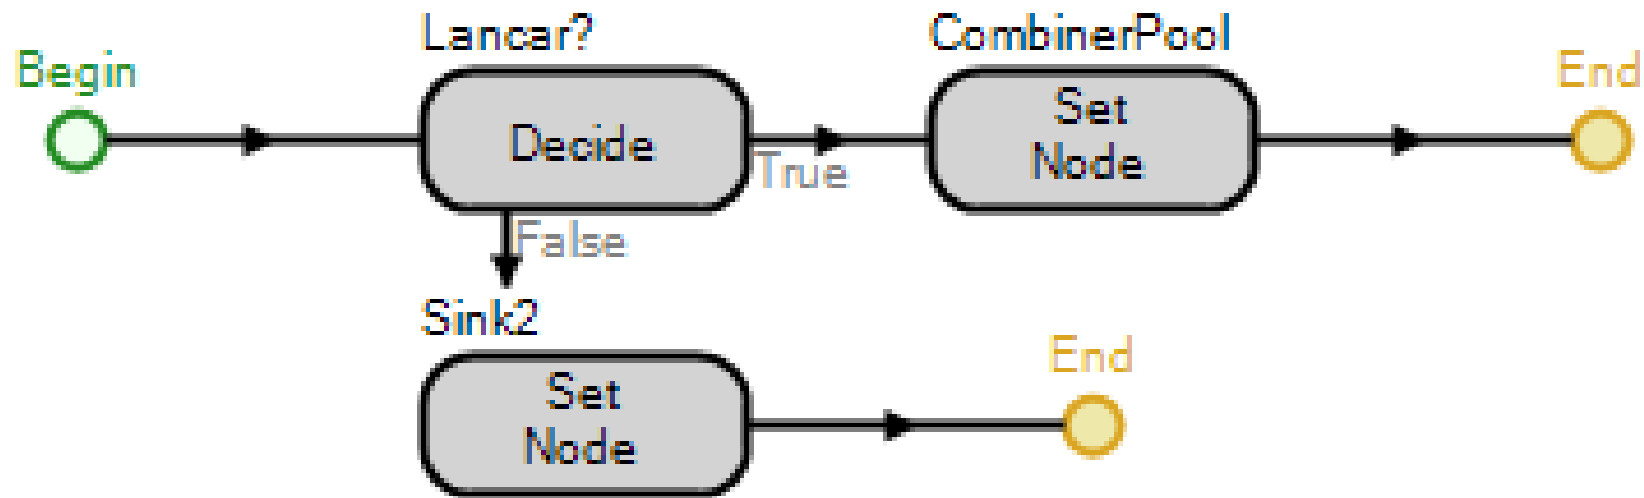 Begin
Lancar?
Decide
True
CombinerPool
Set
Node
End
False
Sink2
Set
Node
End